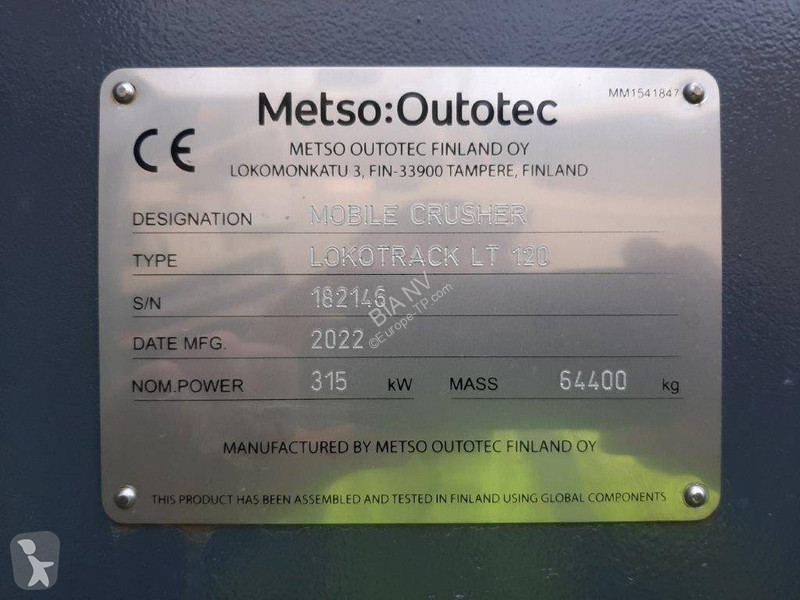 Metso:Outotec
MM1541847
CE
METSO OUTOTEC FINLAND OY
LOKOMONKATU 3, FIN-33900 TAMPERE, FINLAND
DESIGNATION MOBILE CRUSHER
TYPE LOKOTRACK LT 120
S/N 182146
BIA NV
©Europe-TP.com
DATE MFG. 2022
NOM.POWER 315 kW MASS 64400 kg
MANUFACTURED BY METSO OUTOTEC FINLAND OY
THIS PRODUCT HAS BEEN ASSEMBLED AND TESTED IN FINLAND USING GLOBAL COMPONENTS